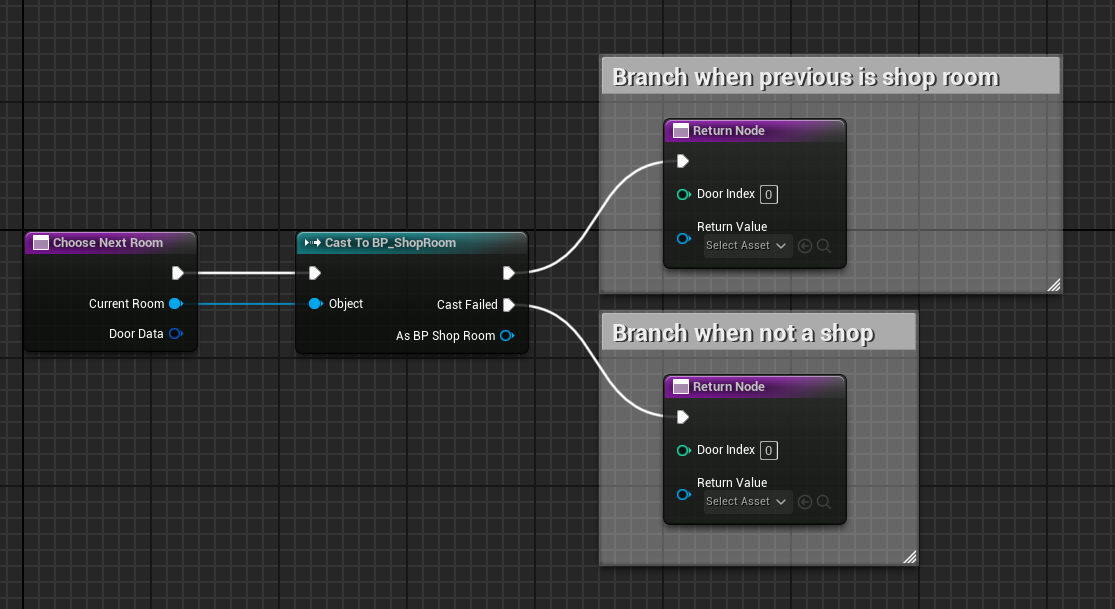 Branch when previous is shop room
Return Node
Door Index 0
Return Value
Select Asset
Choose Next Room
Current Room
Door Data
Cast To BP_ShopRoom
Object
Cast Failed
As BP Shop Room
Branch when not a shop
Return Node
Door Index 0
Return Value
Select Asset